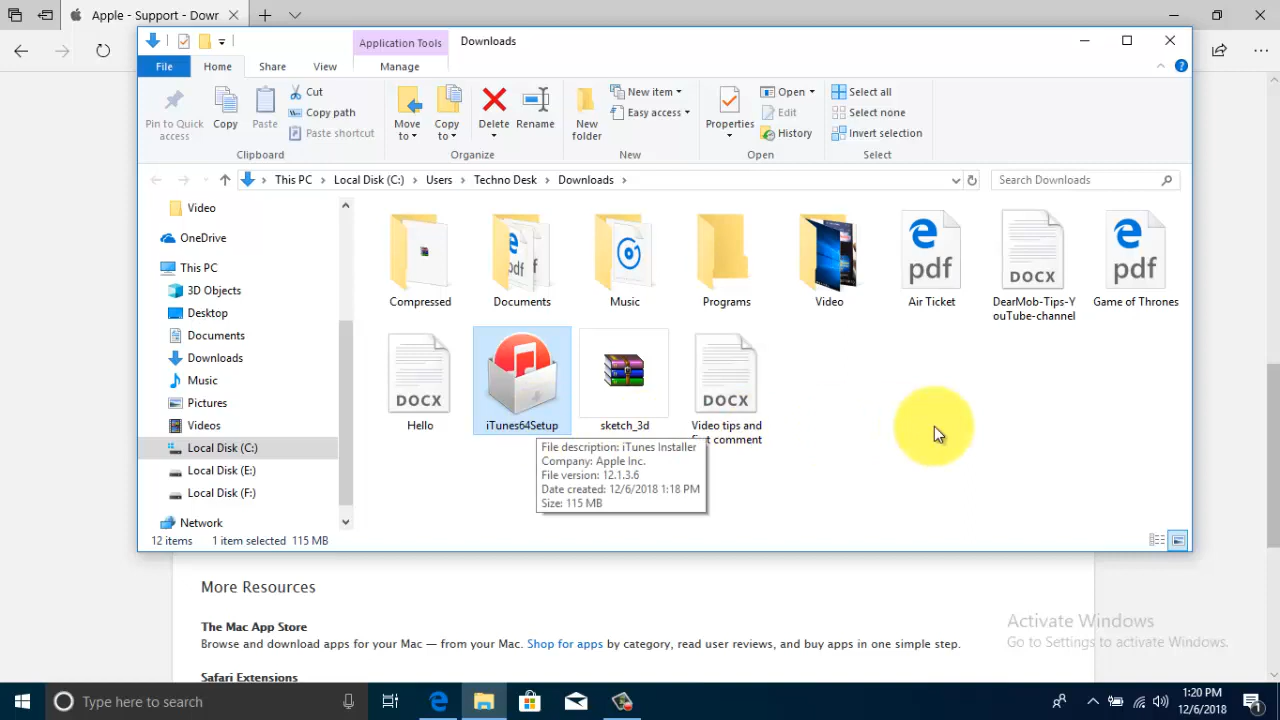 Apple - Support - Dowr
Application Tools
Downloads
File
Home
Share
View
Manage
Pin to Quick
access
Copy
Paste
Cut
Copy path
Paste shortcut
Clipboard
Move
to
Copy
to
Delete
Rename
Organize
New
folder
New item
Easy access
New
Properties
Open
Edit
History
Open
Select all
Select none
Invert selection
Select
This PC
Local Disk (C:)
Users
Techno Desk
Downloads
Search Downloads
Video
OneDrive
This PC
3D Objects
Desktop
Documents
Downloads
Music
Pictures
Videos
Local Disk (C:)
Local Disk (E:)
Local Disk (F:)
Network
pdf
pdf
DOCX
pdf
Compressed
Documents
Music
Programs
Video
Air Ticket
DearMob-Tips-Y
ouTube-channel
Game of Thrones
DOCX
DOCX
Hello
iTunes64Setup
sketch_3d
Video tips and
first comment
File description: iTunes Installer
Company: Apple Inc.
File version: 12.1.3.6
Date created: 12/6/2018 1:18 PM
Size: 115 MB
12 items
1 item selected 115 MB
More Resources
The Mac App Store
Browse and download apps for your Mac — from your Mac. Shop for apps by category, read user reviews, and buy apps in one simple step.
Safari Extensions
Activate Windows
Go to Settings to activate Windows.
Type here to search
1:20 PM
12/6/2018
1